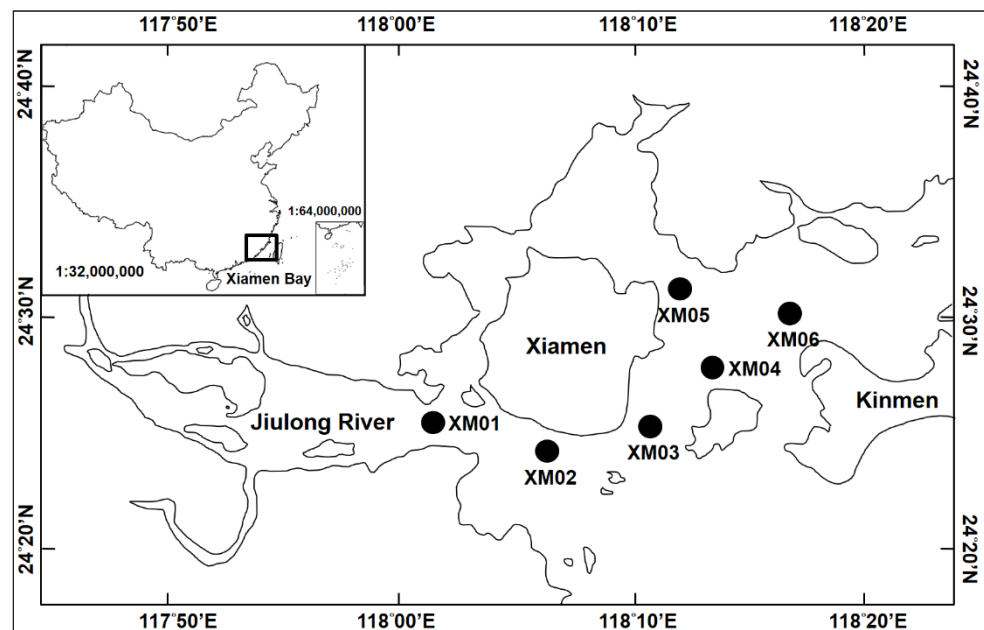 117°50'E
118°00'E
118°10'E
118°20'E
24°40'N
24°40'N
1:64,000,000
1:32,000,000
Xiamen Bay
24°30'N
24°30'N
XM05
XM06
Xiamen
XM04
Kinmen
Jiulong River
XM01
XM03
XM02
24°20'N
24°20'N
117°50'E
118°00'E
118°10'E
118°20'E